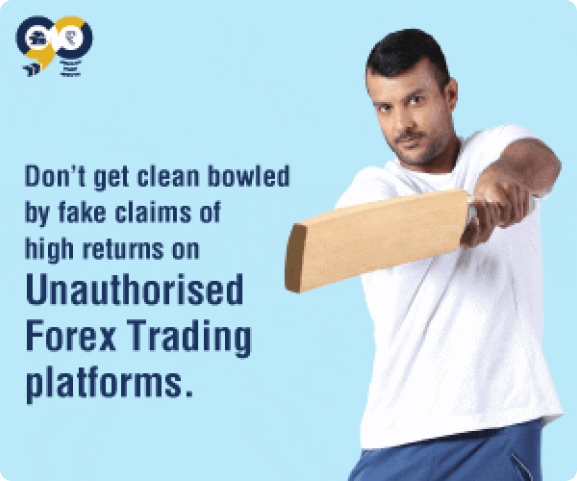 Don't get clean bowled
by fake claims of
high returns on
Unauthorised
Forex Trading
platforms.